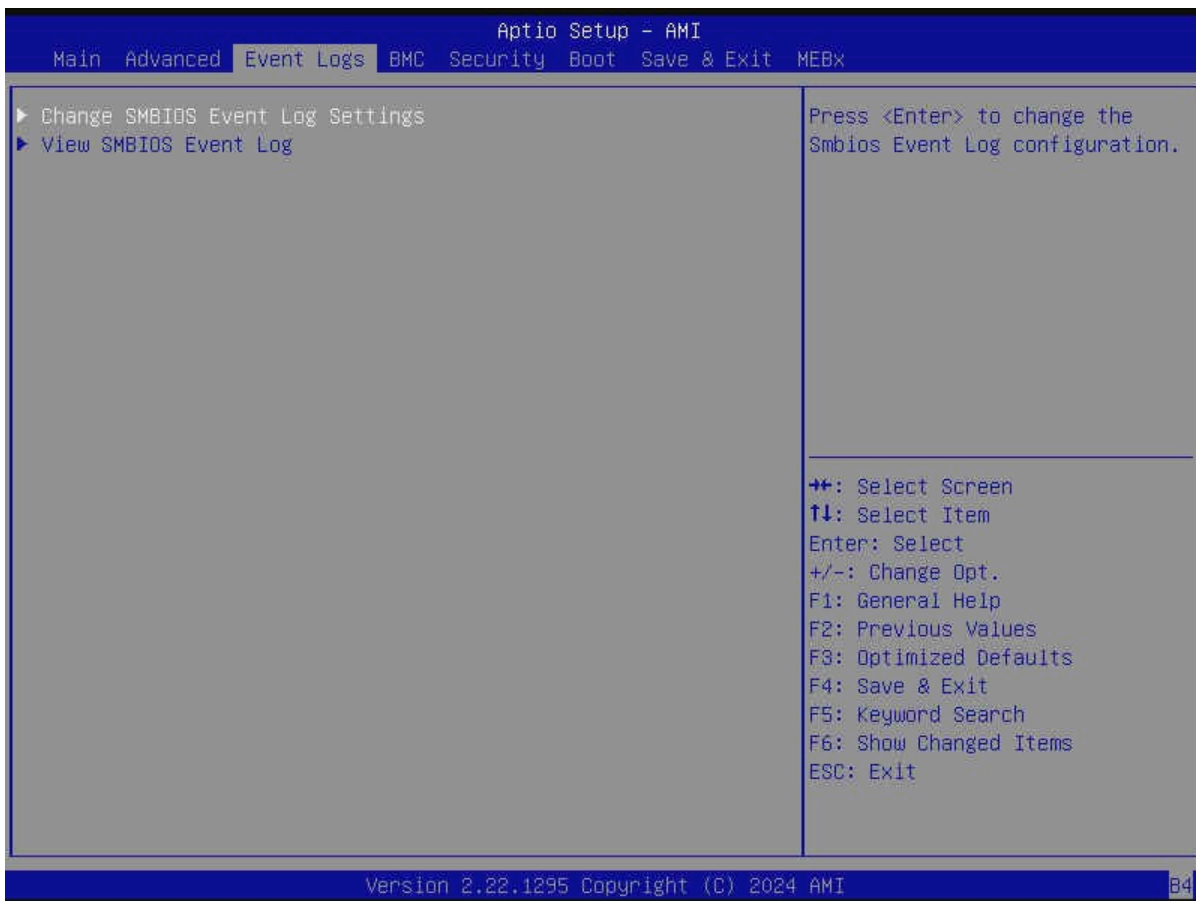 Aptio Setup – AMI
Main Advanced Event Logs BMC Security Boot Save & Exit MEBx
▶ Change SMBIOS Event Log Settings
▶ View SMBIOS Event Log
Press <Enter> to change the
Smbios Event Log configuration.
→←: Select Screen
↑↓: Select Item
Enter: Select
+/-: Change Opt.
F1: General Help
F2: Previous Values
F3: Optimized Defaults
F4: Save & Exit
F5: Keyword Search
F6: Show Changed Items
ESC: Exit
Version 2.22.1295 Copyright (C) 2024 AMI
B4